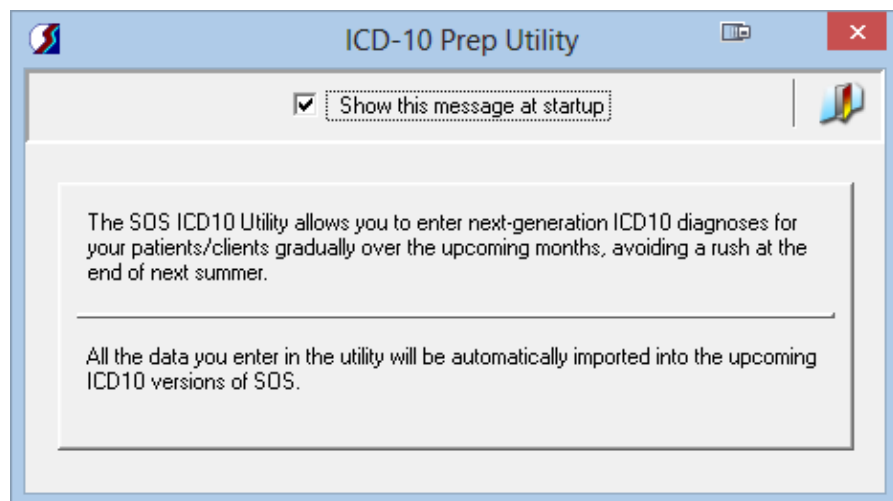 ICD-10 Prep Utility
Show this message at startup
The SOS ICD10 Utility allows you to enter next-generation ICD10 diagnoses for
your patients/clients gradually over the upcoming months, avoiding a rush at the
end of next summer.
All the data you enter in the utility will be automatically imported into the upcoming
ICD10 versions of SOS.